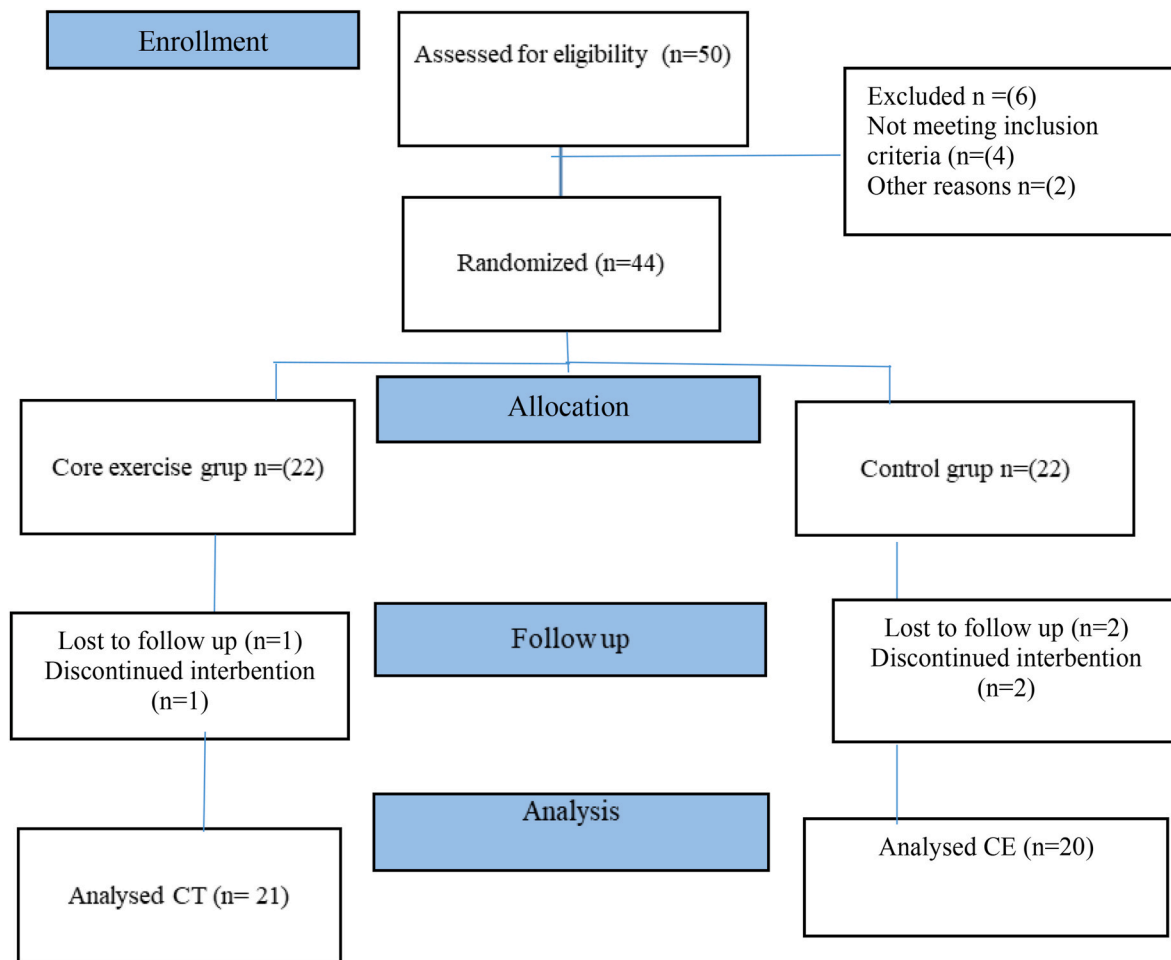 Enrollment
Assessed for eligibility (n=50)
Excluded n =(6)
Not meeting inclusion
criteria (n=(4)
Other reasons n=(2)
Randomized (n=44)
Allocation
Core exercise grup n=(22)
Control grup n=(22)
Lost to follow up (n=1)
Discontinued interbention
(n=1)
Follow up
Lost to follow up (n=2)
Discontinued interbention
(n=2)
Analysis
Analysed CT (n= 21)
Analysed CE (n=20)